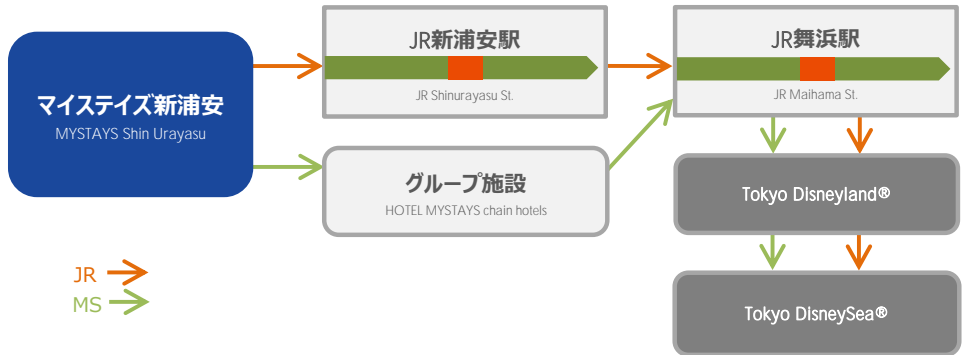 マイステイズ新浦安
MYSTAYS Shin Urayasu
JR新浦安駅
JR Shinurayasu St.
グループ施設
HOTEL MYSTAYS chain hotels
JR舞浜駅
JR Maihama St.
Tokyo Disneyland®
Tokyo DisneySea®
JR
MS